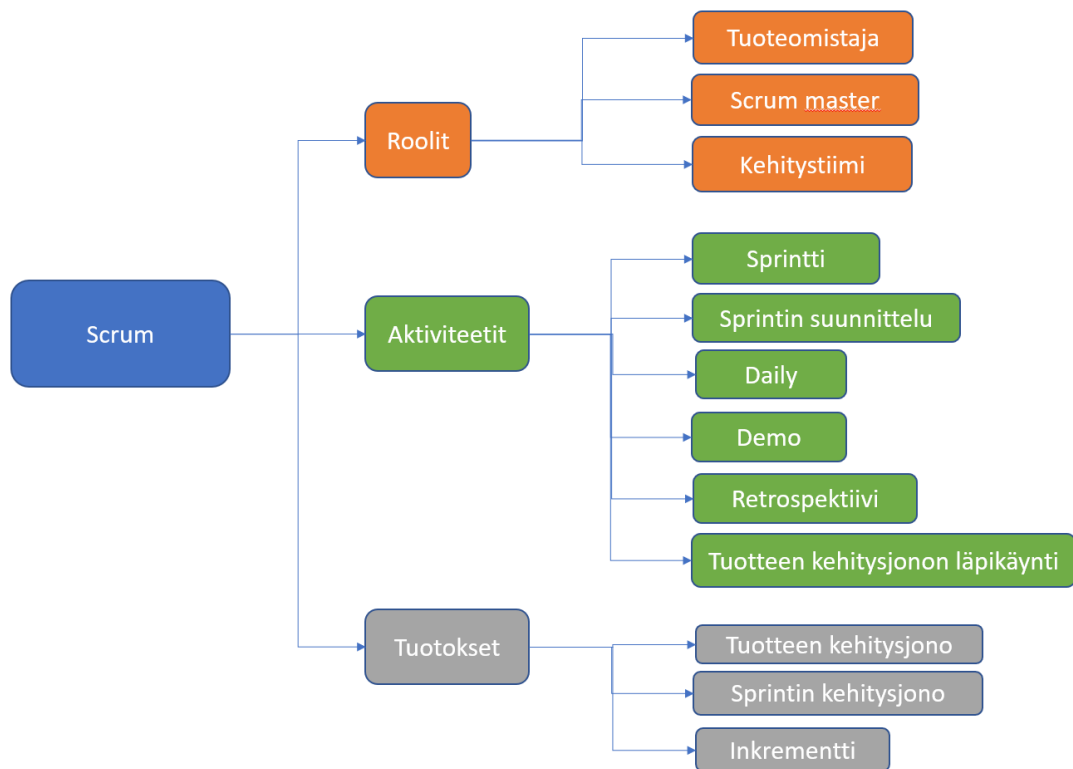 Scrum
Roolit
Tuoteomistaja
Scrum master
Kehitystiimi
Aktiviteetit
Sprintti
Sprintin suunnittelu
Daily
Demo
Retrospektiivi
Tuotteen kehitysjonon läpikäynti
Tuotokset
Tuotteen kehitysjono
Sprintin kehitysjono
Inkrementti